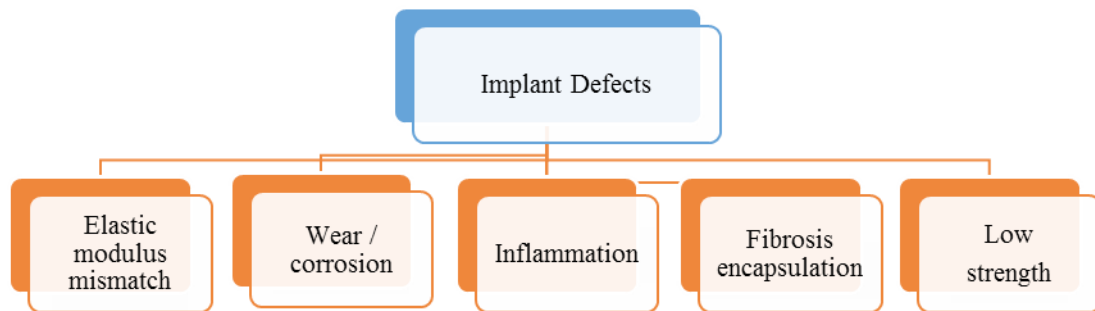 Implant Defects
Elastic
modulus
mismatch
Wear /
corrosion
Inflammation
Fibrosis
encapsulation
Low
strength